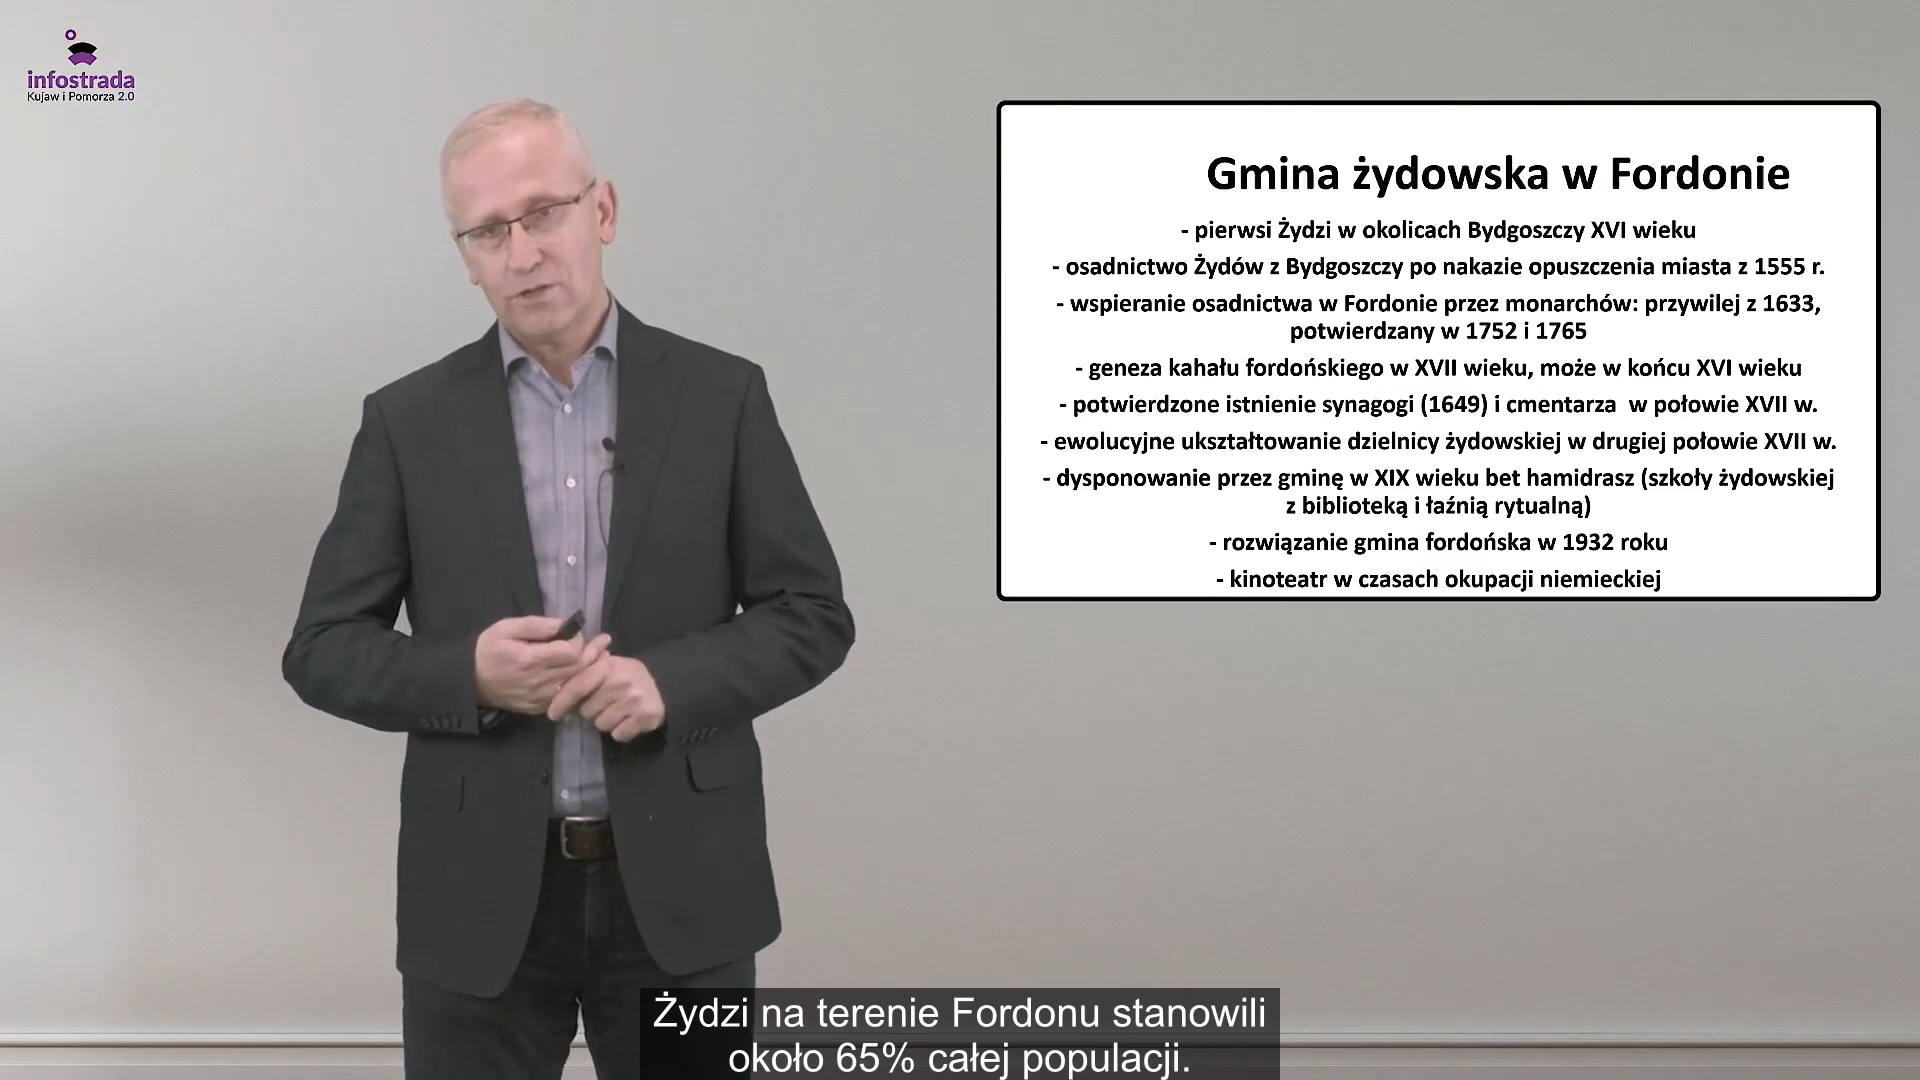 infostrada
Kujaw i Pomorza 2.0
Gmina żydowska w Fordonie
- pierwsi Żydzi w okolicach Bydgoszczy XVI wieku
- osadnictwo Żydów z Bydgoszczy po nakazie opuszczenia miasta z 1555 r.
- wspieranie osadnictwa w Fordonie przez monarchów: przywilej z 1633,
potwierdzany w 1752 i 1765
- geneza kahału fordońskiego w XVII wieku, może w końcu XVI wieku
- potwierdzone istnienie synagogi (1649) i cmentarza  w połowie XVII w.
- ewolucyjne ukształtowanie dzielnicy żydowskiej w drugiej połowie XVII w.
- dysponowanie przez gminę w XIX wieku bet hamidrasz (szkoły żydowskiej
z biblioteką i łaźnią rytualną)
- rozwiązanie gmina fordońska w 1932 roku
- kinoteatr w czasach okupacji niemieckiej
Żydzi na terenie Fordonu stanowili
około 65% całej populacji.